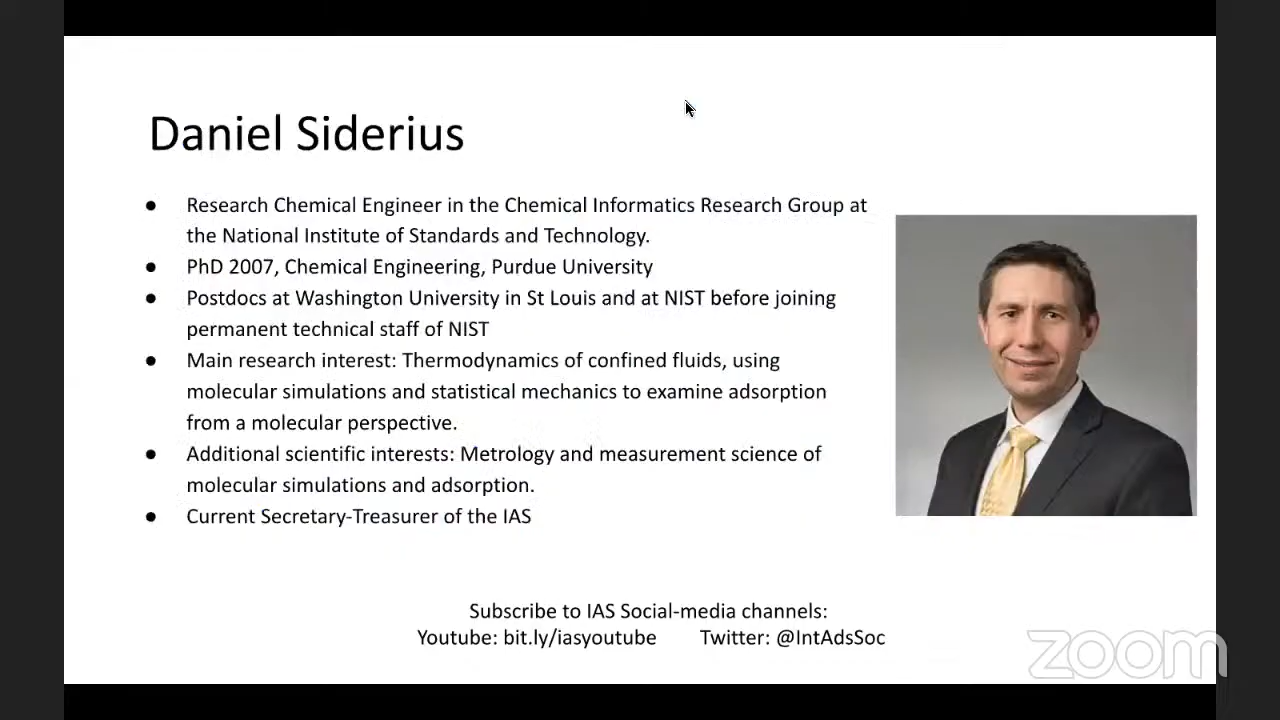 Daniel Siderius
● Research Chemical Engineer in the Chemical Informatics Research Group at
the National Institute of Standards and Technology.
● PhD 2007, Chemical Engineering, Purdue University
● Postdocs at Washington University in St Louis and at NIST before joining
permanent technical staff of NIST
● Main research interest: Thermodynamics of confined fluids, using
molecular simulations and statistical mechanics to examine adsorption
from a molecular perspective.
● Additional scientific interests: Metrology and measurement science of
molecular simulations and adsorption.
● Current Secretary-Treasurer of the IAS
Subscribe to IAS Social-media channels:
Youtube: bit.ly/iasyoutube Twitter: @IntAdsSoc
zoom